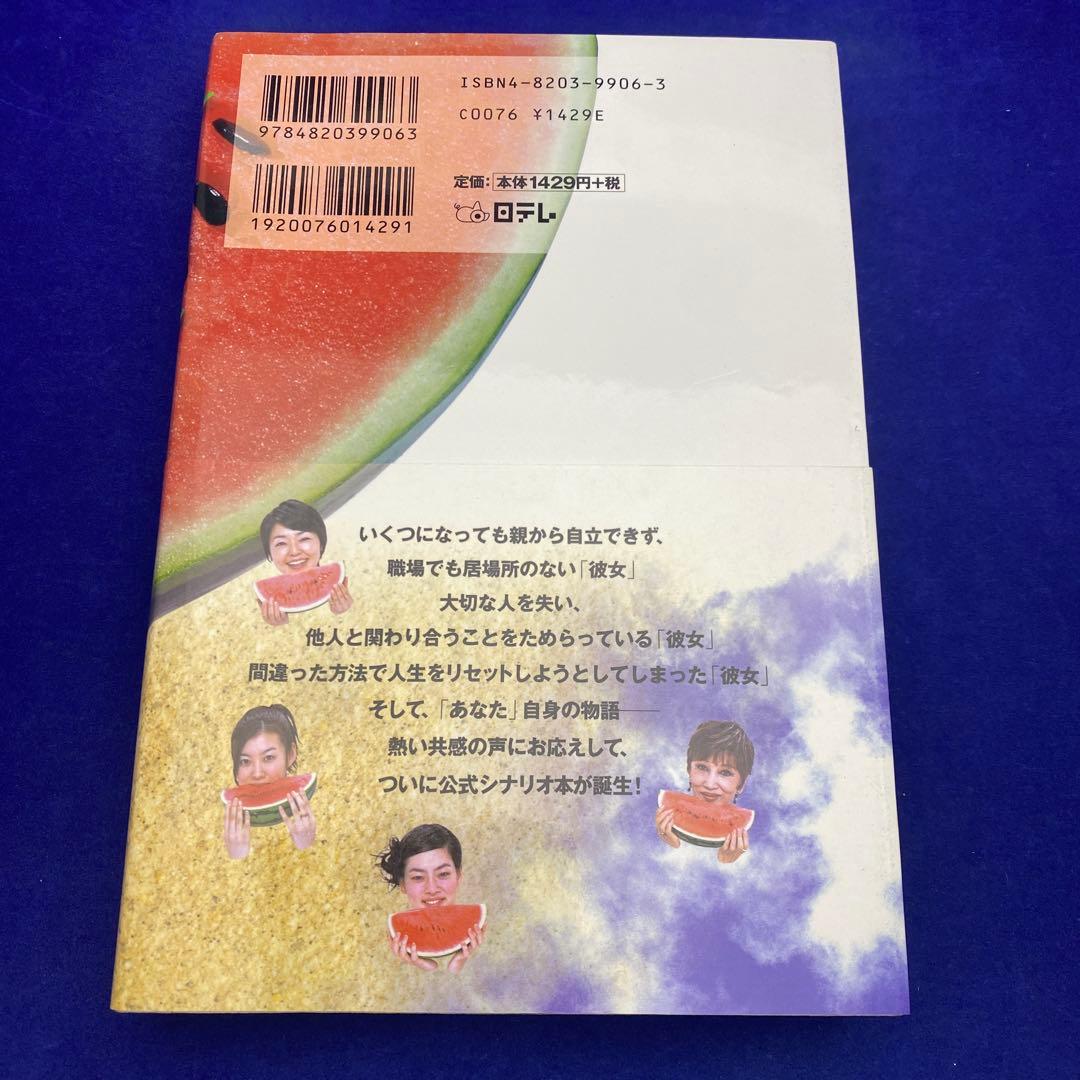 ISBN4-8203-9906-3
9784820399063
C0076 ¥1429E
定価: 本体1429円+税
1920076014291
日テレ
いくつになっても親から自立できず、
職場でも居場所のない「彼女」
大切な人を失い、
他人と関わり合うことをためらっている「彼女」
間違った方法で人生をリセットしようとしてしまった「彼女」
そして、「あなた」自身の物語――
熱い共感の声にお応えして、
ついに公式シナリオ本が誕生!